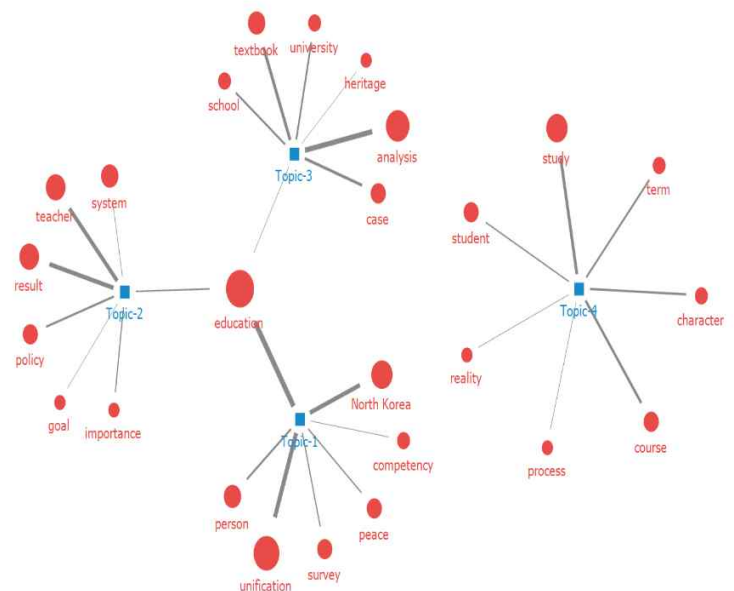 textbook
university
heritage
school
analysis
Topic-3
case
teacher
system
result
Topic-2
education
policy
goal
importance
North Korea
Topic-1
competency
person
peace
survey
unification
study
term
student
Topic-4
character
reality
process
course